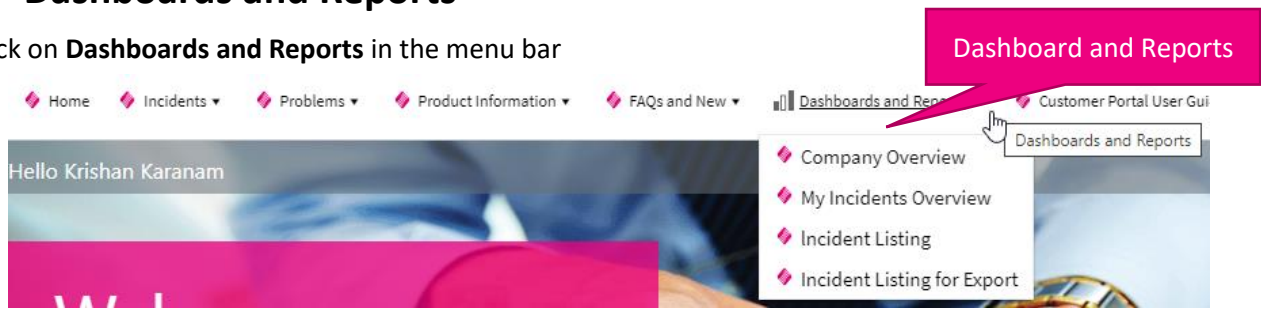 Dashboards and Reports
ck on Dashboards and Reports in the menu bar
Dashboard and Reports
Home Incidents ▾ Problems ▾ Product Information ▾ FAQs and New ▾ Dashboards and Repo Customer Portal User Gui
Dashboards and Reports
Hello Krishan Karanam
Company Overview
My Incidents Overview
Incident Listing
Incident Listing for Export